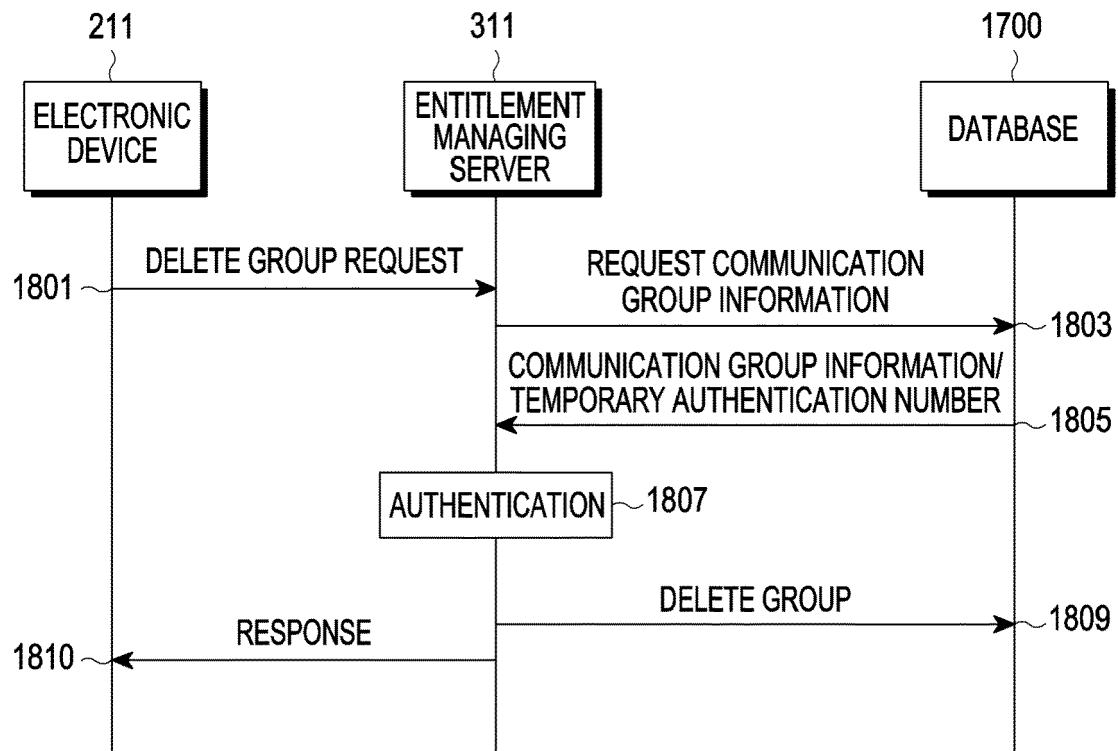 211
311
1700
ELECTRONIC
DEVICE
ENTITLEMENT
MANAGING
SERVER
DATABASE
DELETE GROUP REQUEST
1801
REQUEST COMMUNICATION
GROUP INFORMATION
1803
COMMUNICATION GROUP INFORMATION/
TEMPORARY AUTHENTICATION NUMBER
1805
AUTHENTICATION
1807
DELETE GROUP
1809
RESPONSE
1810